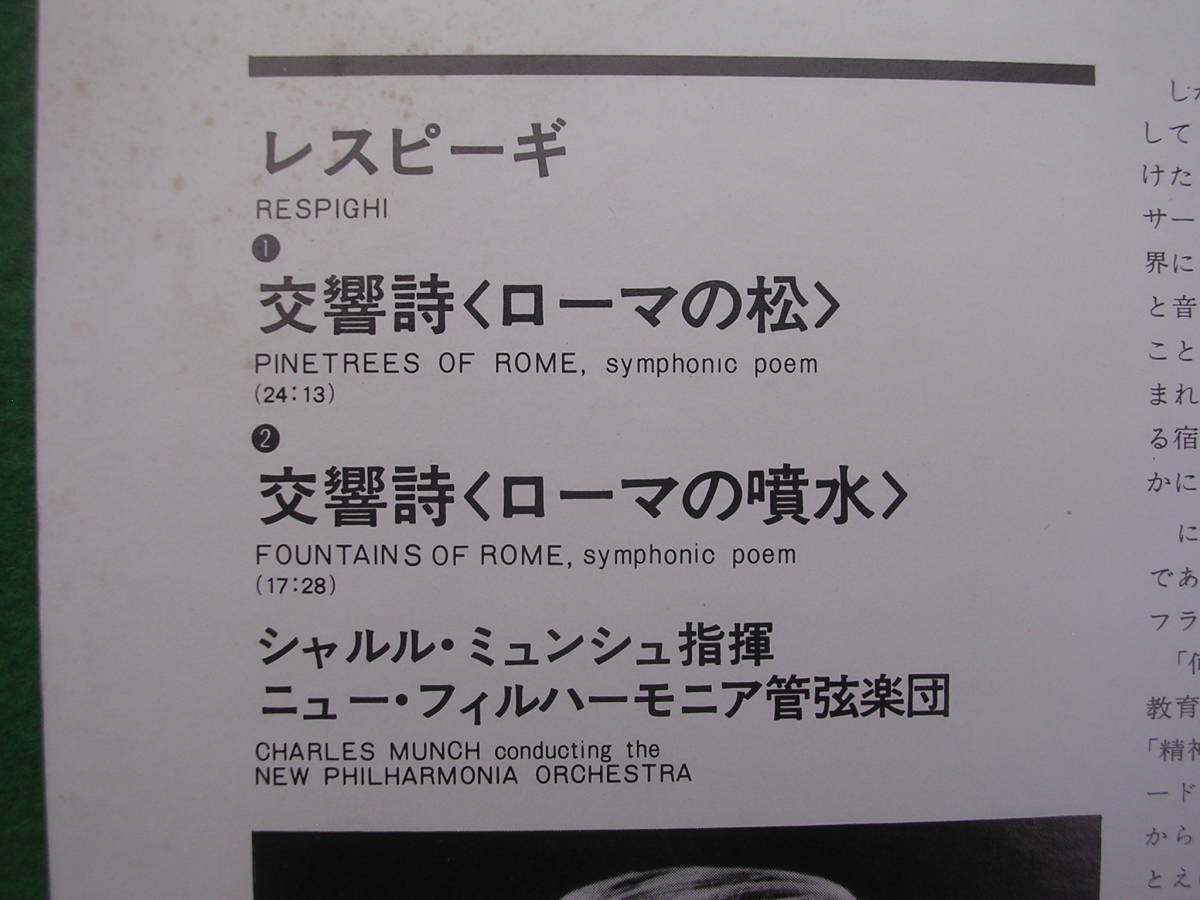 レスピーギ
RESPIGHI
1
交響詩〈ローマの松〉
PINETREES OF ROME, symphonic poem
(24:13)
2
交響詩〈ローマの噴水〉
FOUNTAINS OF ROME, symphonic poem
(17:28)
シャルル・ミュンシュ指揮
ニュー・フィルハーモニア管弦楽団
CHARLES MUNCH conducting the
NEW PHILHARMONIA ORCHESTRA
し
して
けた
サー
界に
と音
こと
まれ
る宿
かに
に
であ
フラ
「
教育
「精神
ード
から
とえ